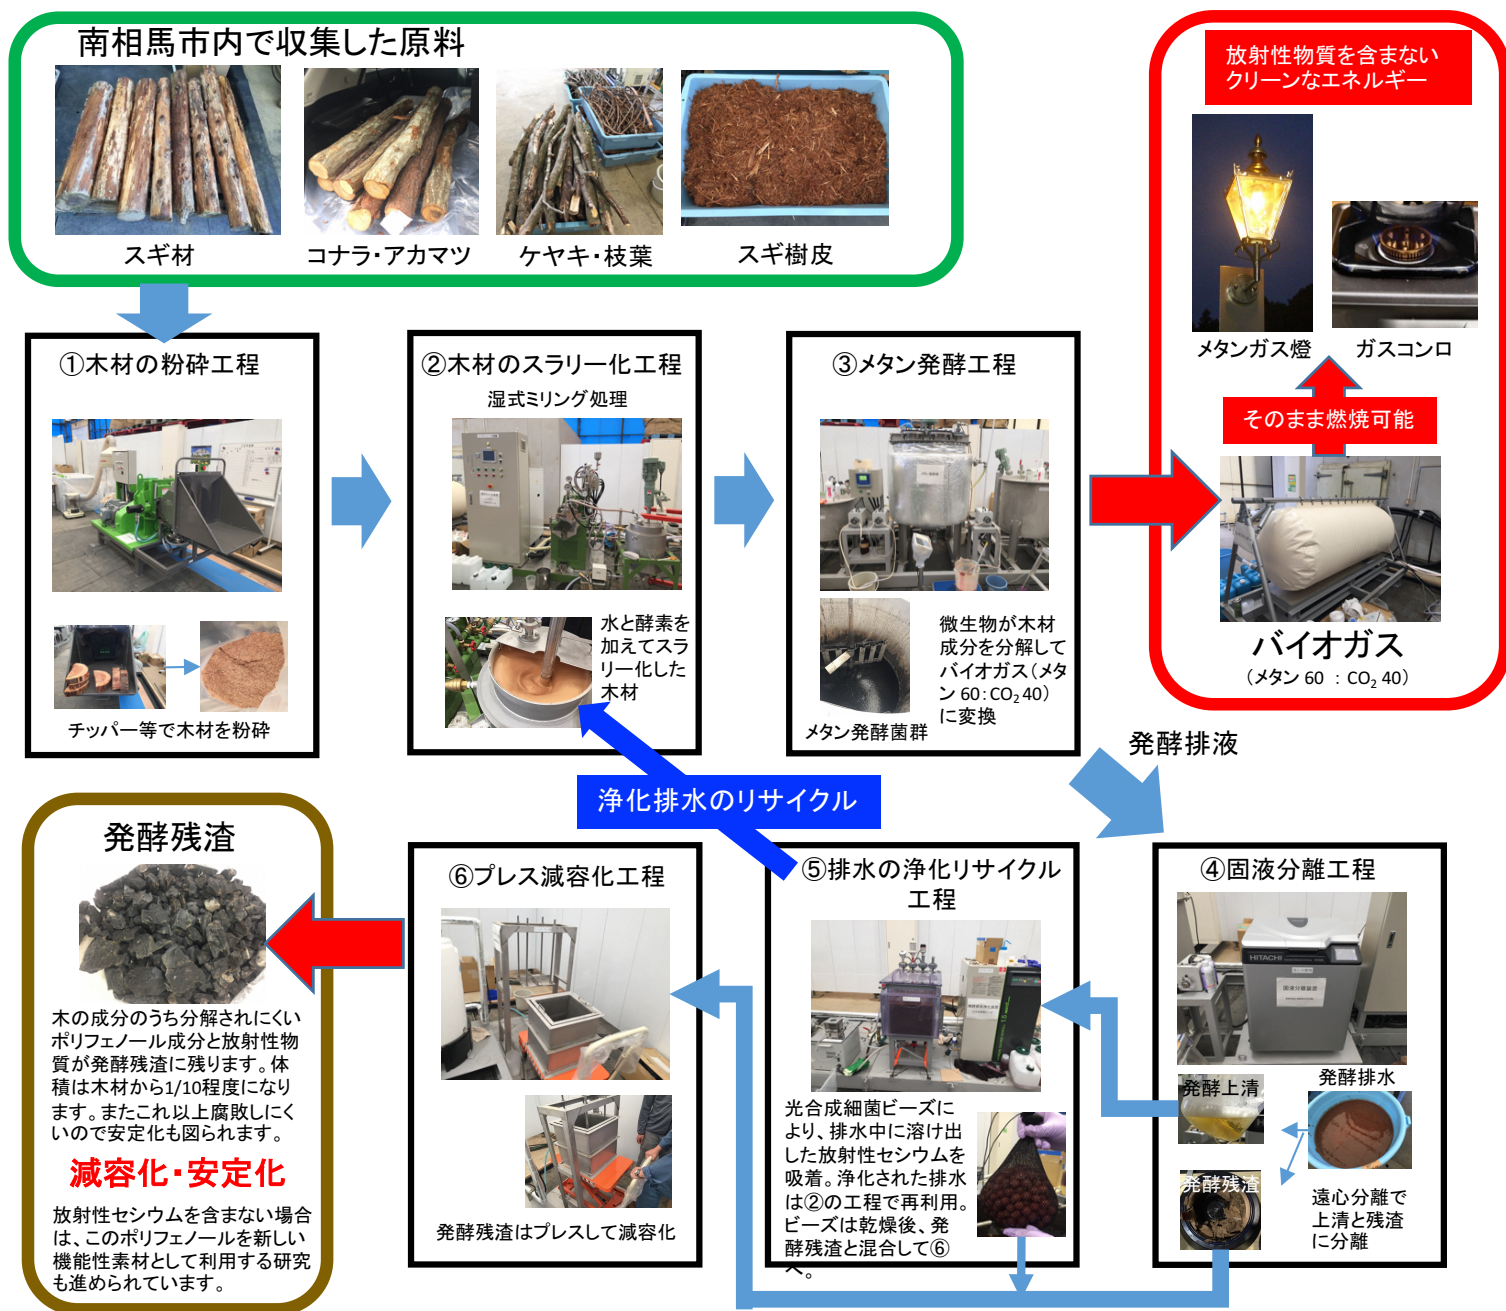 南相馬市内で収集した原料
スギ材
コナラ・アカマツ
ケヤキ・枝葉
スギ樹皮
放射性物質を含まない
クリーンなエネルギー
メタンガス燈
ガスコンロ
そのまま燃焼可能
バイオガス
（メタン 60 ：CO₂ 40）
①木材の粉砕工程
チッパー等で木材を粉砕
②木材のスラリー化工程
湿式ミリング処理
水と酵素を
加えてスラ
リー化した
木材
③メタン発酵工程
メタン発酵菌群
微生物が木材
成分を分解して
バイオガス（メタ
ン 60：CO₂ 40）
に変換
発酵排液
浄化排水のリサイクル
④固液分離工程
HITACHI
固液分離装置
発酵上清
発酵排水
発酵残渣
遠心分離で
上清と残渣
に分離
⑤排水の浄化リサイクル
工程
光合成細菌ビーズに
より、排水中に溶け出
した放射性セシウムを
吸着。浄化された排水
は②の工程で再利用。
ビーズは乾燥後、発
酵残渣と混合して⑥
へ。
⑥プレス減容化工程
発酵残渣はプレスして減容化
発酵残渣
木の成分のうち分解されにくい
ポリフェノール成分と放射性物
質が発酵残渣に残ります。体
積は木材から1/10程度になり
ます。またこれ以上腐敗しにく
いので安定化も図られます。
減容化・安定化
放射性セシウムを含まない場合
は、このポリフェノールを新しい
機能性素材として利用する研究
も進められています。